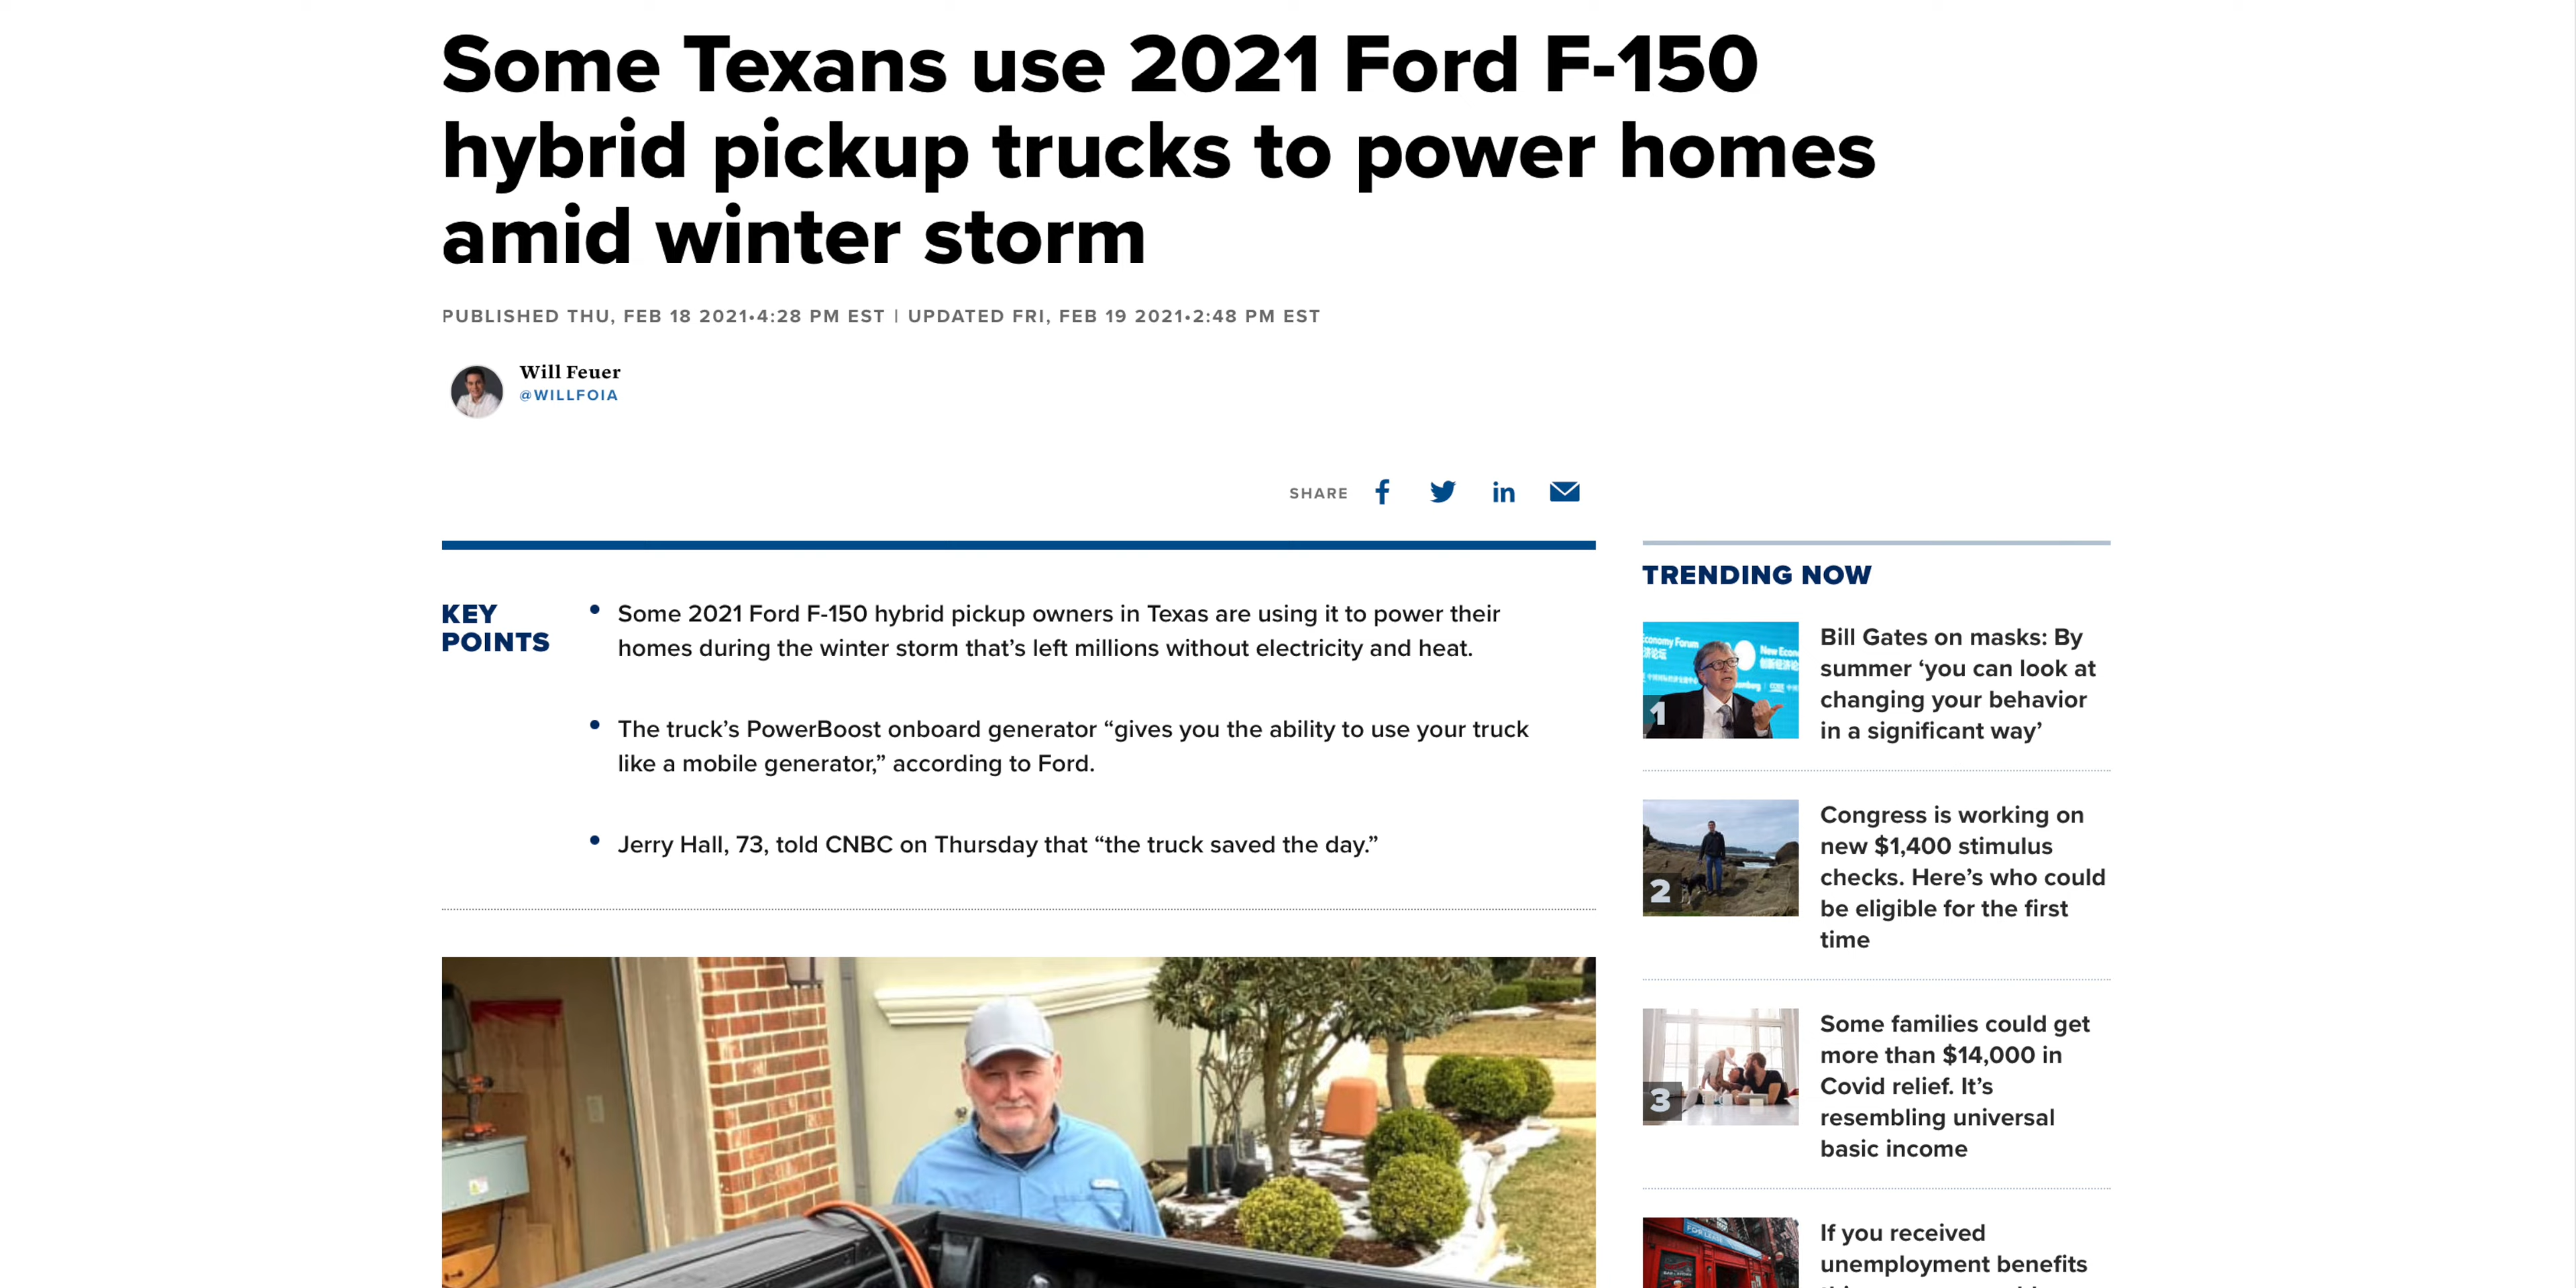 Some Texans use 2021 Ford F-150
hybrid pickup trucks to power homes
amid winter storm
PUBLISHED THU, FEB 18 2021•4:28 PM EST | UPDATED FRI, FEB 19 2021•2:48 PM EST
Will Feuer
@WILLFOIA
SHARE
KEY
POINTS
Some 2021 Ford F-150 hybrid pickup owners in Texas are using it to power their
homes during the winter storm that’s left millions without electricity and heat.
The truck’s PowerBoost onboard generator “gives you the ability to use your truck
like a mobile generator,” according to Ford.
Jerry Hall, 73, told CNBC on Thursday that “the truck saved the day.”
TRENDING NOW
1
Bill Gates on masks: By
summer ‘you can look at
changing your behavior
in a significant way’
2
Congress is working on
new $1,400 stimulus
checks. Here’s who could
be eligible for the first
time
3
Some families could get
more than $14,000 in
Covid relief. It’s
resembling universal
basic income
If you received
unemployment benefits